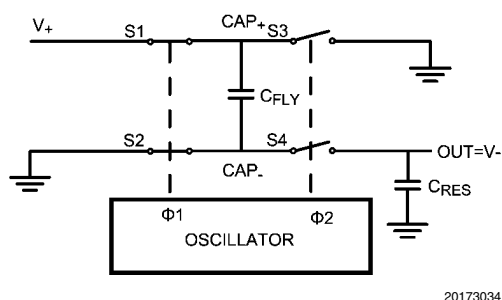 V+ S1 CAP+ S3
CFLY
S2 S4 OUT=V-
CAP-
CRES
Φ1 Φ2
OSCILLATOR
20173034